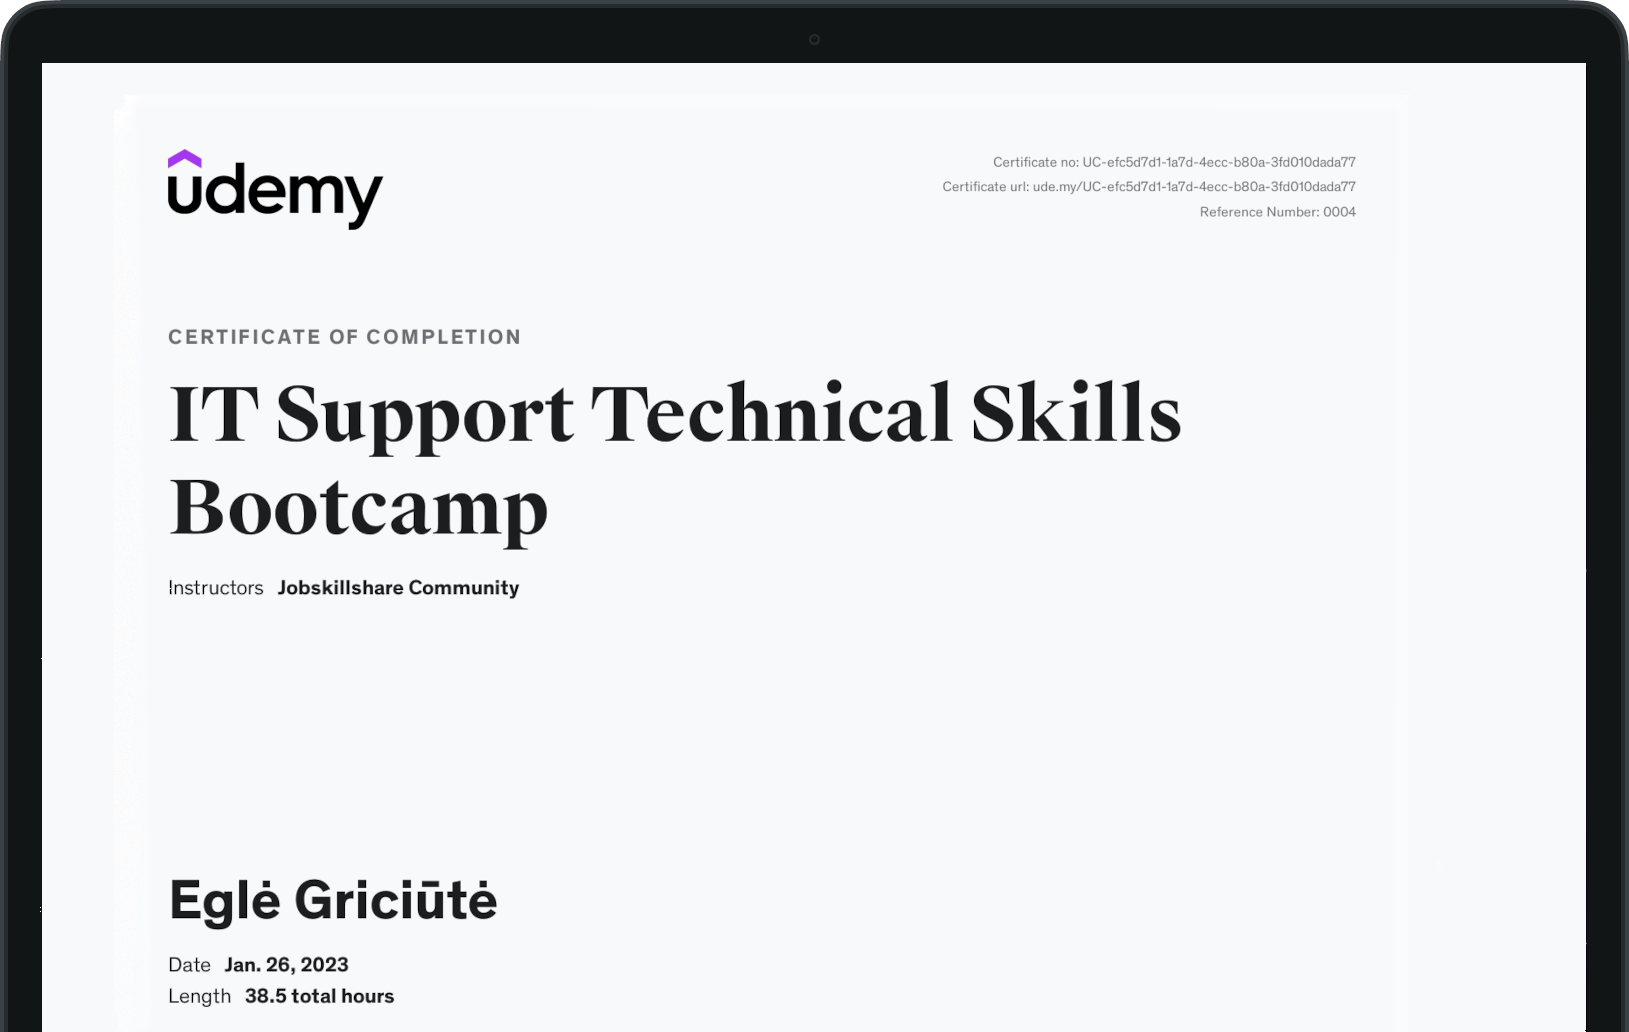 udemy
Certificate no: UC-efc5d7d1-1a7d-4ecc-b80a-3fd010dada77
Certificate url: ude.my/UC-efc5d7d1-1a7d-4ecc-b80a-3fd010dada77
Reference Number: 0004
CERTIFICATE OF COMPLETION
IT Support Technical Skills
Bootcamp
Instructors Jobskillshare Community
Eglė Griciūtė
Date Jan. 26, 2023
Length 38.5 total hours